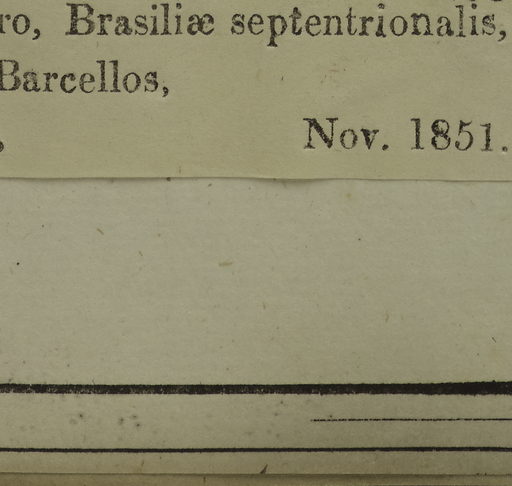 ro, Brasiliæ septentrionalis,
Barcellos,
, Nov. 1851.